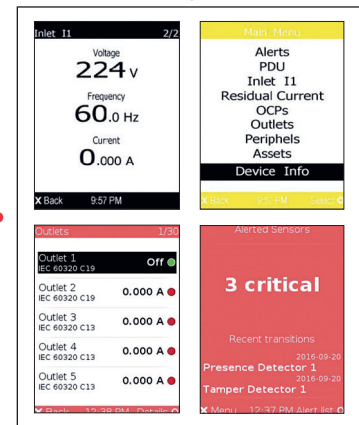 Inlet I1 2/2
Voltage
224 v
Frequency
60.0 Hz
Current
0.000 A
X Back 9:57 PM
Main Menu
Alerts
PDU
Inlet I1
Residual Current
OCPs
Outlets
Periphels
Assets
Device Info
X Back 9:57 PM Select O
Outlets 1/30
Outlet 1
IEC 60320 C19
Off
Outlet 2
IEC 60320 C19
0.000 A
Outlet 3
IEC 60320 C13
0.000 A
Outlet 4
IEC 60320 C13
0.000 A
Outlet 5
IEC 60320 C13
0.000 A
X Back 12:38 PM Details O
Alerted Sensors
3 critical
Recent transitions
2016-09-20
Presence Detector 1
2016-09-20
Tamper Detector 1
X Menu 12:37 PM Alert list O